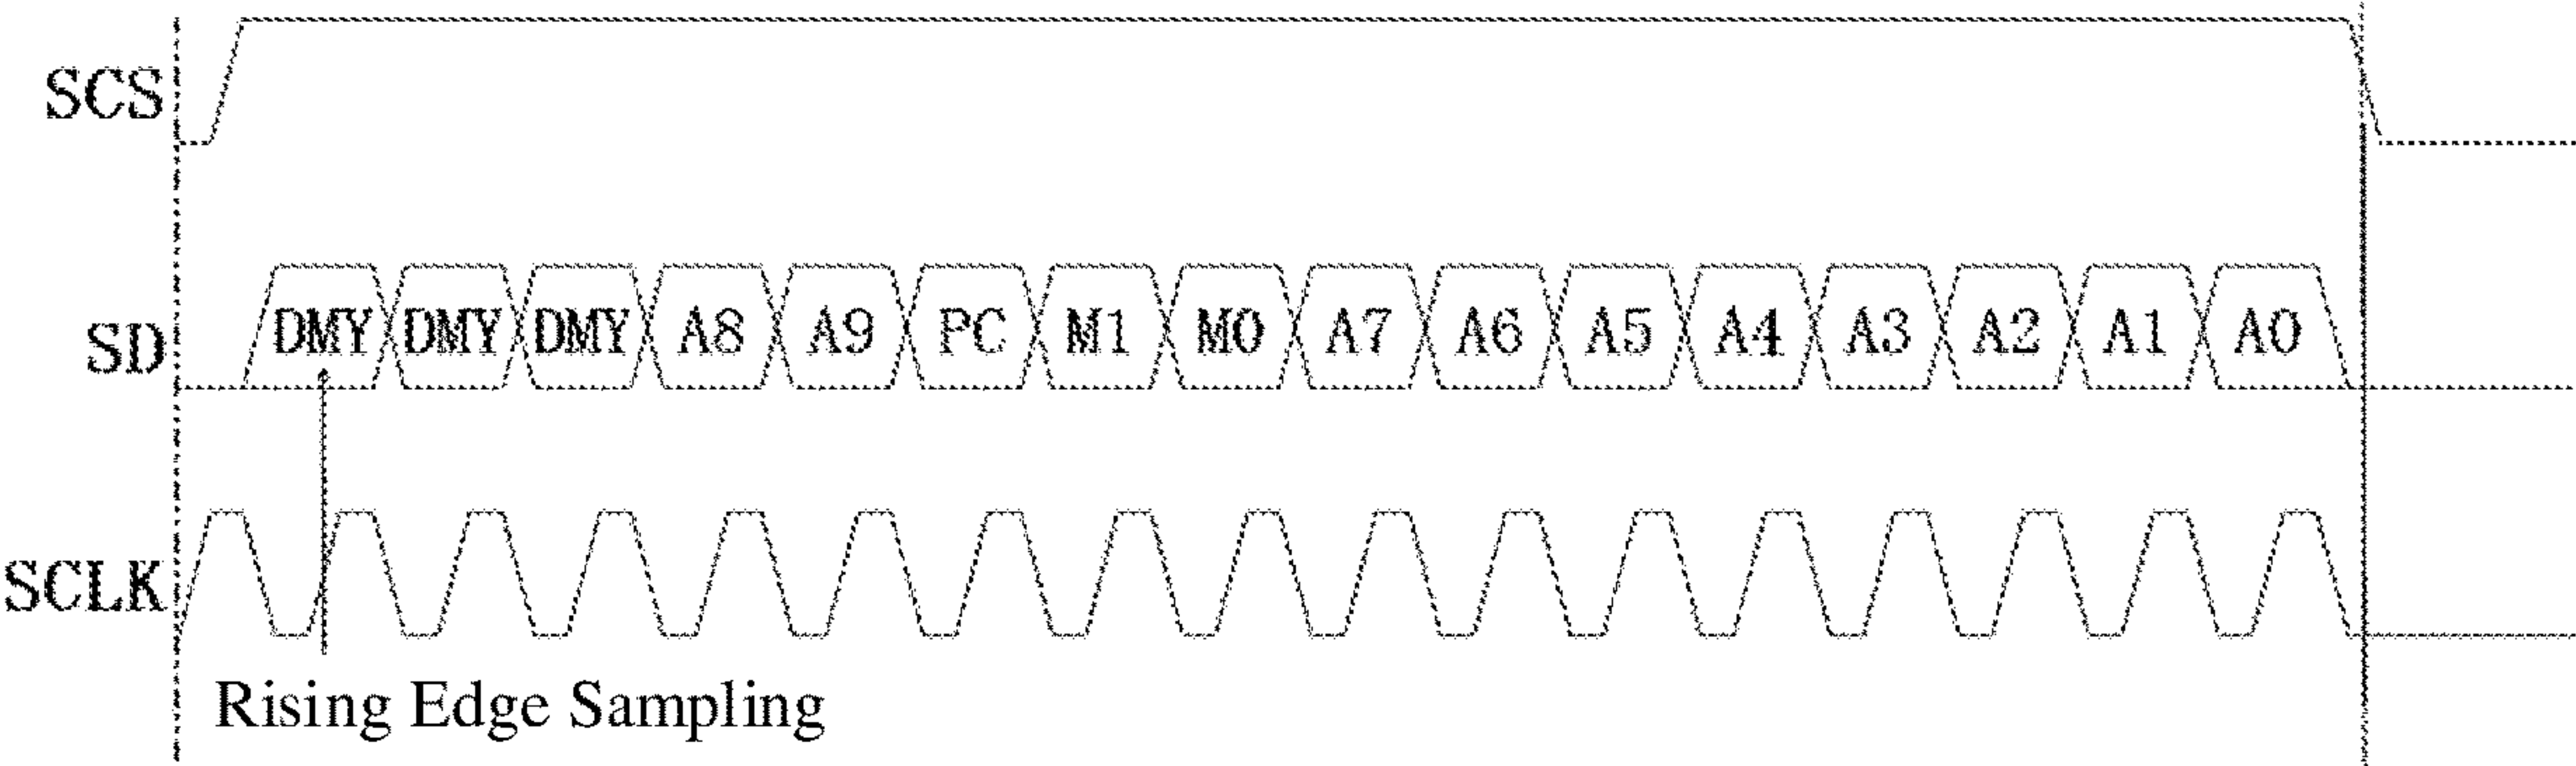 SCS
SD DMY DMY DMY A8 A9 PC M1 M0 A7 A6 A5 A4 A3 A2 A1 A0
SCLK
Rising Edge Sampling